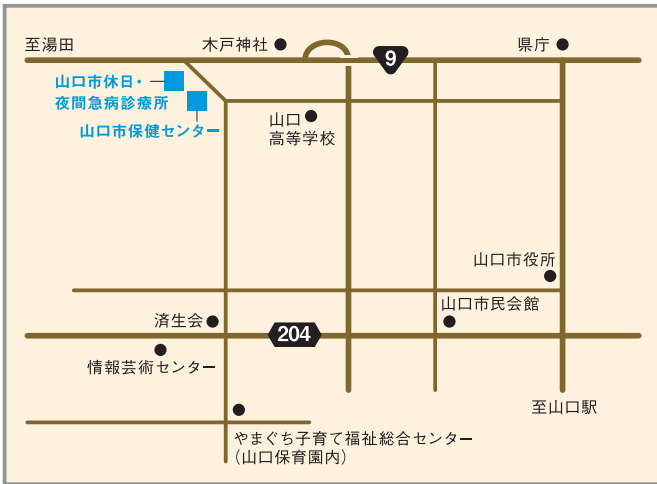 至湯田
木戸神社
9
県庁
山口市休日・
夜間急病診療所
山口市保健センター
山口
高等学校
山口市役所
山口市民会館
済生会
204
情報芸術センター
至山口駅
やまぐち子育て福祉総合センター
(山口保育園内)